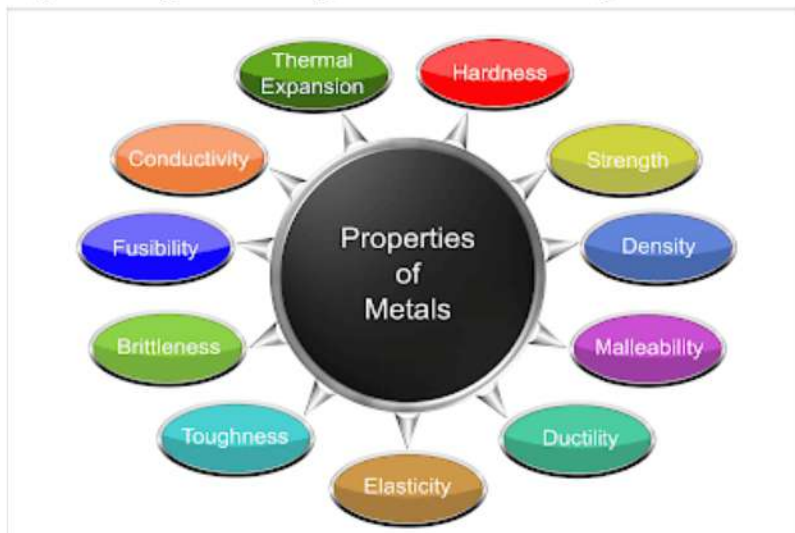 Thermal
Expansion
Hardness
Conductivity
Strength
Properties
of
Metals
Fusibility
Density
Brittleness
Malleability
Toughness
Ductility
Elasticity